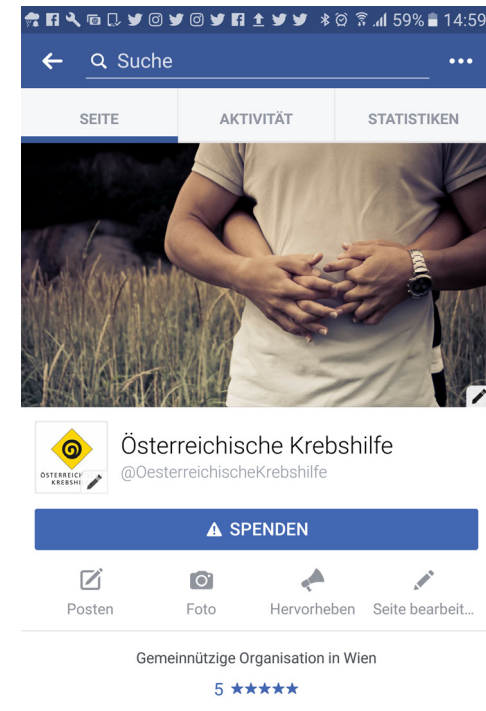 59% 14:59
Suche
SEITE AKTIVITÄT STATISTIKEN
Österreichische Krebshilfe
@OesterreichischeKrebshilfe
ÖSTERREICH
KREBSHI
SPENDEN
Posten Foto Hervorheben Seite bearbeit...
Gemeinnützige Organisation in Wien
5 ★★★★★